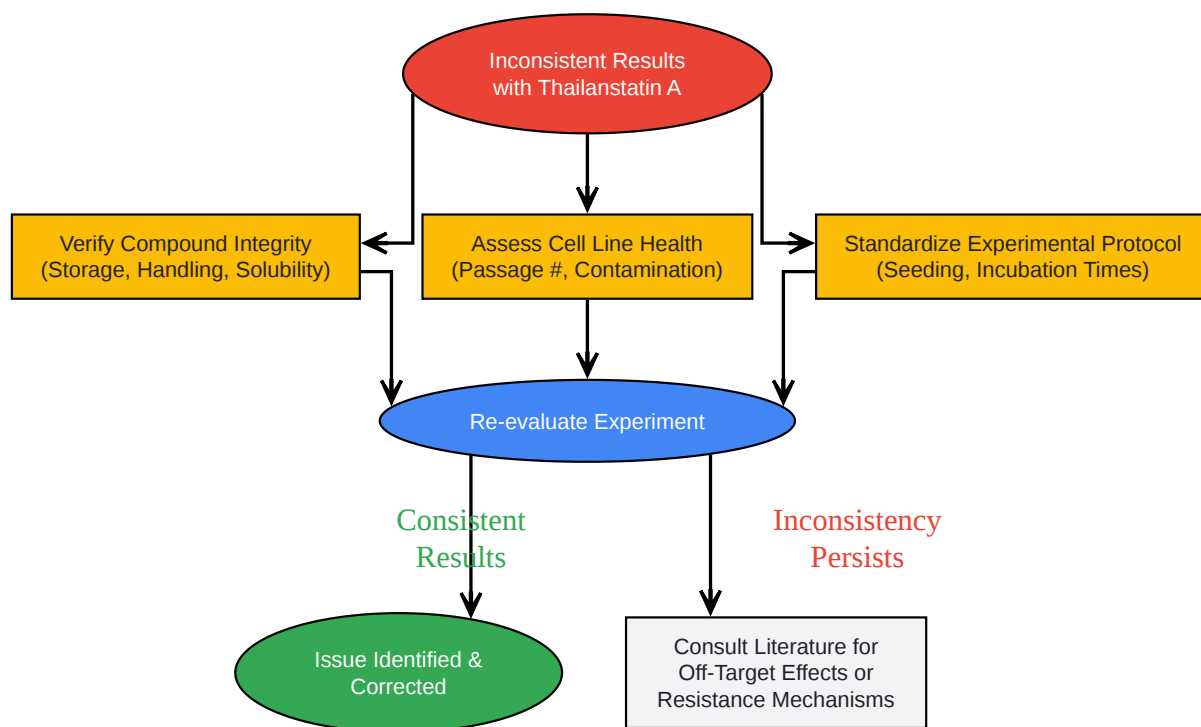 Inconsistent Results
with Thailanstatin A
Verify Compound Integrity
(Storage, Handling, Solubility)
Assess Cell Line Health
(Passage #, Contamination)
Standardize Experimental Protocol
(Seeding, Incubation Times)
Re-evaluate Experiment
Consistent
Results
Inconsistency
Persists
Issue Identified &
Corrected
Consult Literature for
Off-Target Effects or
Resistance Mechanisms